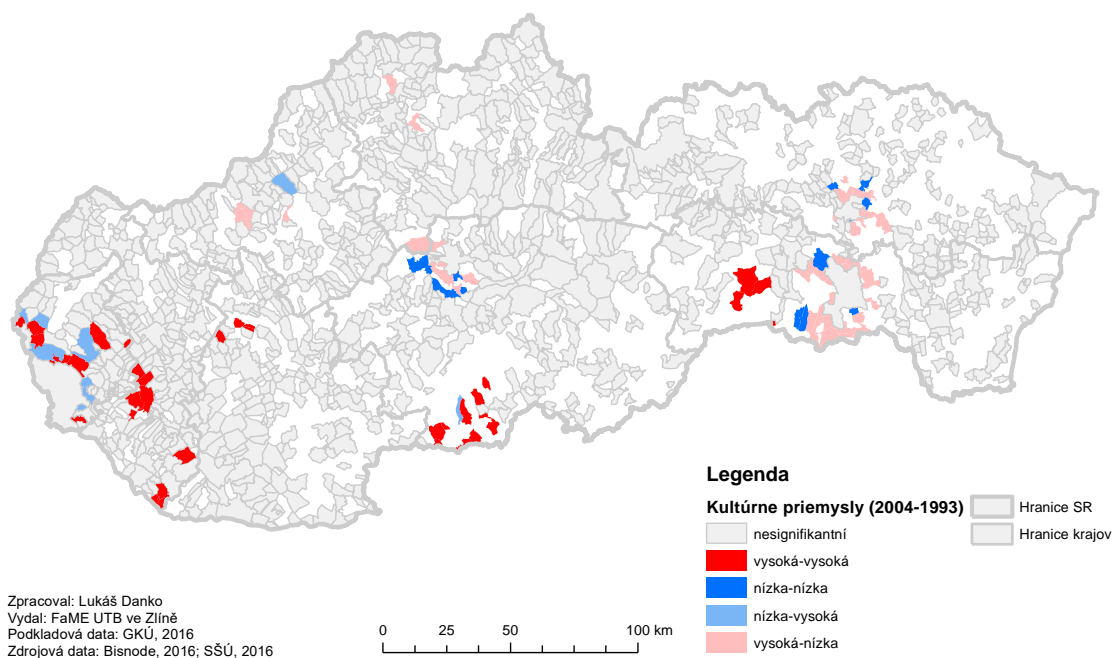 Legenda
Kultúrne priemysly (2004-1993)
nesignifikantní
vysoká-vysoká
nízka-nízka
nízka-vysoká
vysoká-nízka
Hranice SR
Hranice krajov
Zpracoval: Lukáš Danko
Vydal: FaME UTB ve Zlíně
Podkladová data: GKÚ, 2016
Zdrojová data: Bisnode, 2016; SŠÚ, 2016
0 25 50 100 km